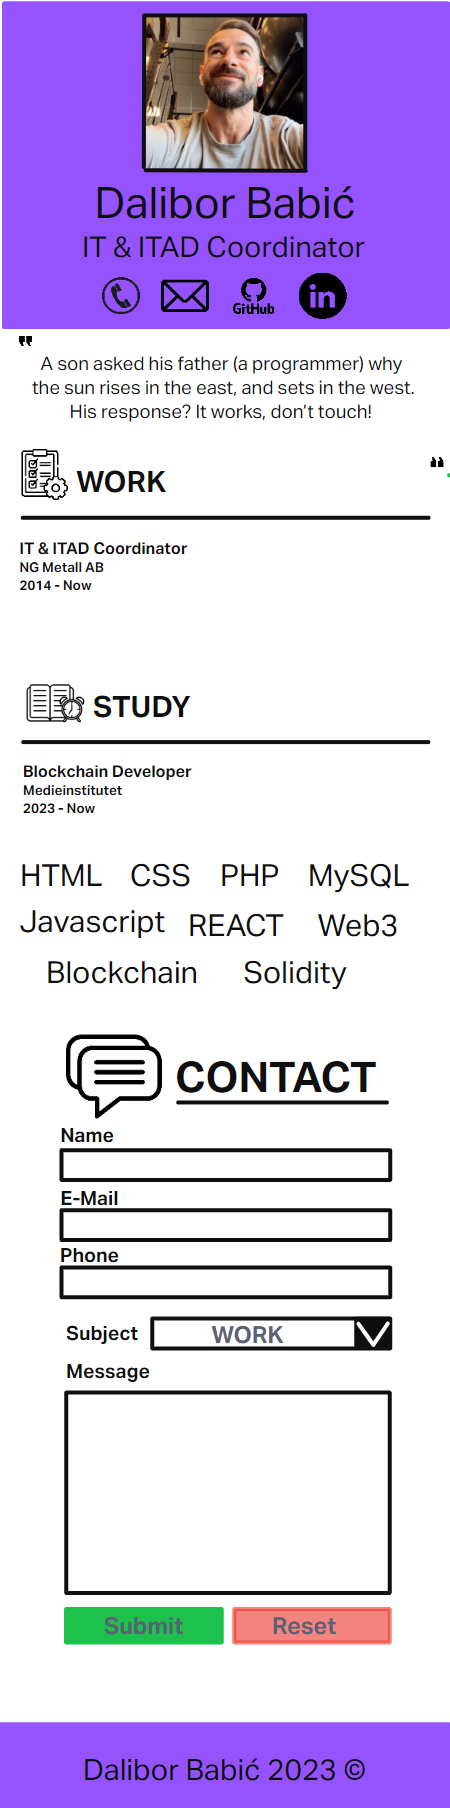 Dalibor Babić
IT & ITAD Coordinator
GitHub
in
"
A son asked his father (a programmer) why
the sun rises in the east, and sets in the west.
His response? It works, don’t touch!
"
WORK
IT & ITAD Coordinator
NG Metall AB
2014 - Now
STUDY
Blockchain Developer
Medieinstitutet
2023 - Now
HTML CSS PHP MySQL
Javascript REACT Web3
Blockchain Solidity
CONTACT
Name
E-Mail
Phone
Subject WORK
Message
Submit Reset
Dalibor Babić 2023 ©